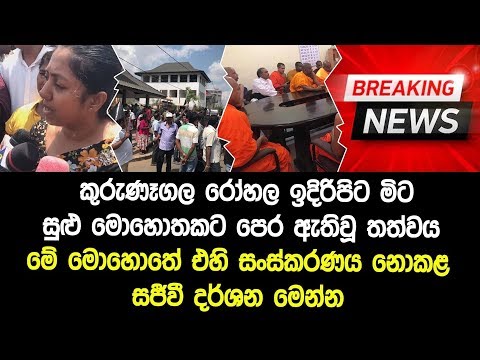 BREAKING
NEWS
කුරුණෑගල රෝහල ඉදිරිපිට මිට
සුළු මොහොතකට පෙර ඇතිවූ තත්වය
මේ මොහොතේ එහි සංස්කරණය නොකළ
සජීවී දර්ශන මෙන්න